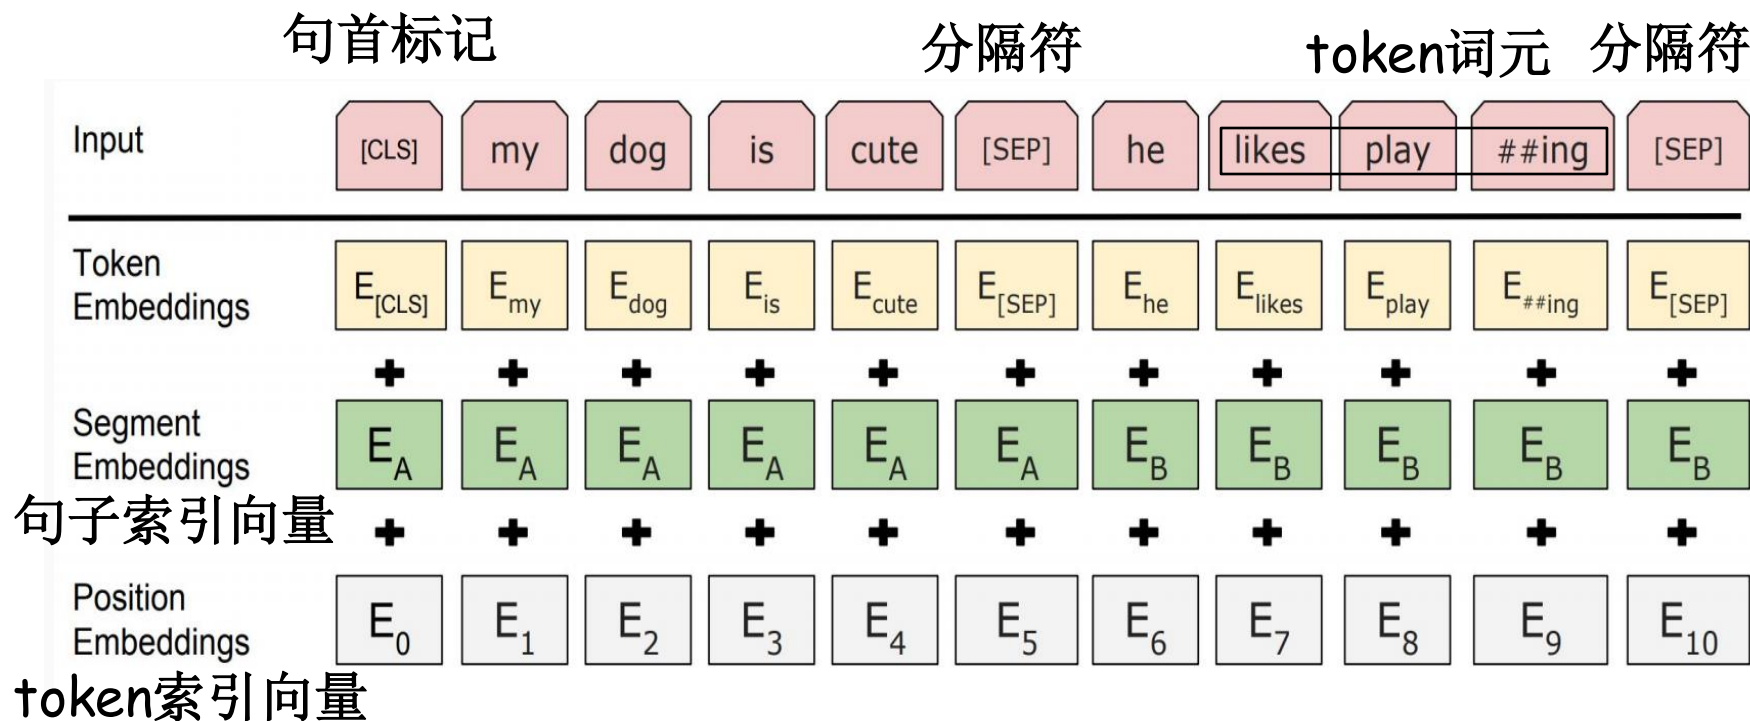 句首标记 分隔符 token词元 分隔符
Input [CLS] my dog is cute [SEP] he likes play ##ing [SEP]
Token
Embeddings E[CLS] Emy Edog Eis Ecute E[SEP] Ehe Elikes Eplay E##ing E[SEP]
+ + + + + + + + + + +
Segment
Embeddings EA EA EA EA EA EA EB EB EB EB EB
句子索引向量
+ + + + + + + + + + +
Position
Embeddings E0 E1 E2 E3 E4 E5 E6 E7 E8 E9 E10
token索引向量